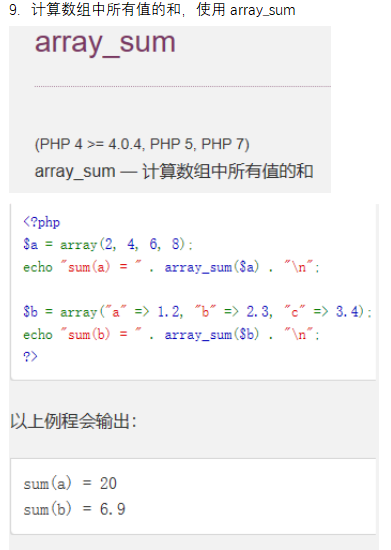 9. 计算数组中所有值的和，使用 array_sum
array_sum
(PHP 4 >= 4.0.4, PHP 5, PHP 7)
array_sum — 计算数组中所有值的和
<?php
$a = array(2, 4, 6, 8);
echo "sum(a) = " . array_sum($a) . "\n";
$b = array("a" => 1.2, "b" => 2.3, "c" => 3.4);
echo "sum(b) = " . array_sum($b) . "\n";
?>
以上例程会输出：
sum(a) = 20
sum(b) = 6.9